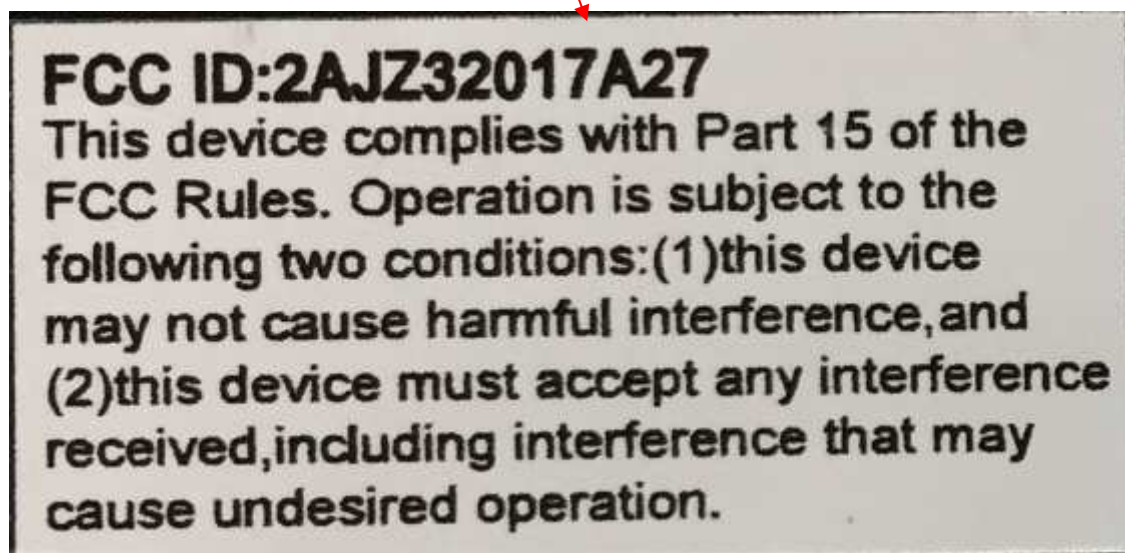 FCC ID:2AJZ32017A27
This device complies with Part 15 of the
FCC Rules. Operation is subject to the
following two conditions:(1)this device
may not cause harmful interference,and
(2)this device must accept any interference
received,including interference that may
cause undesired operation.